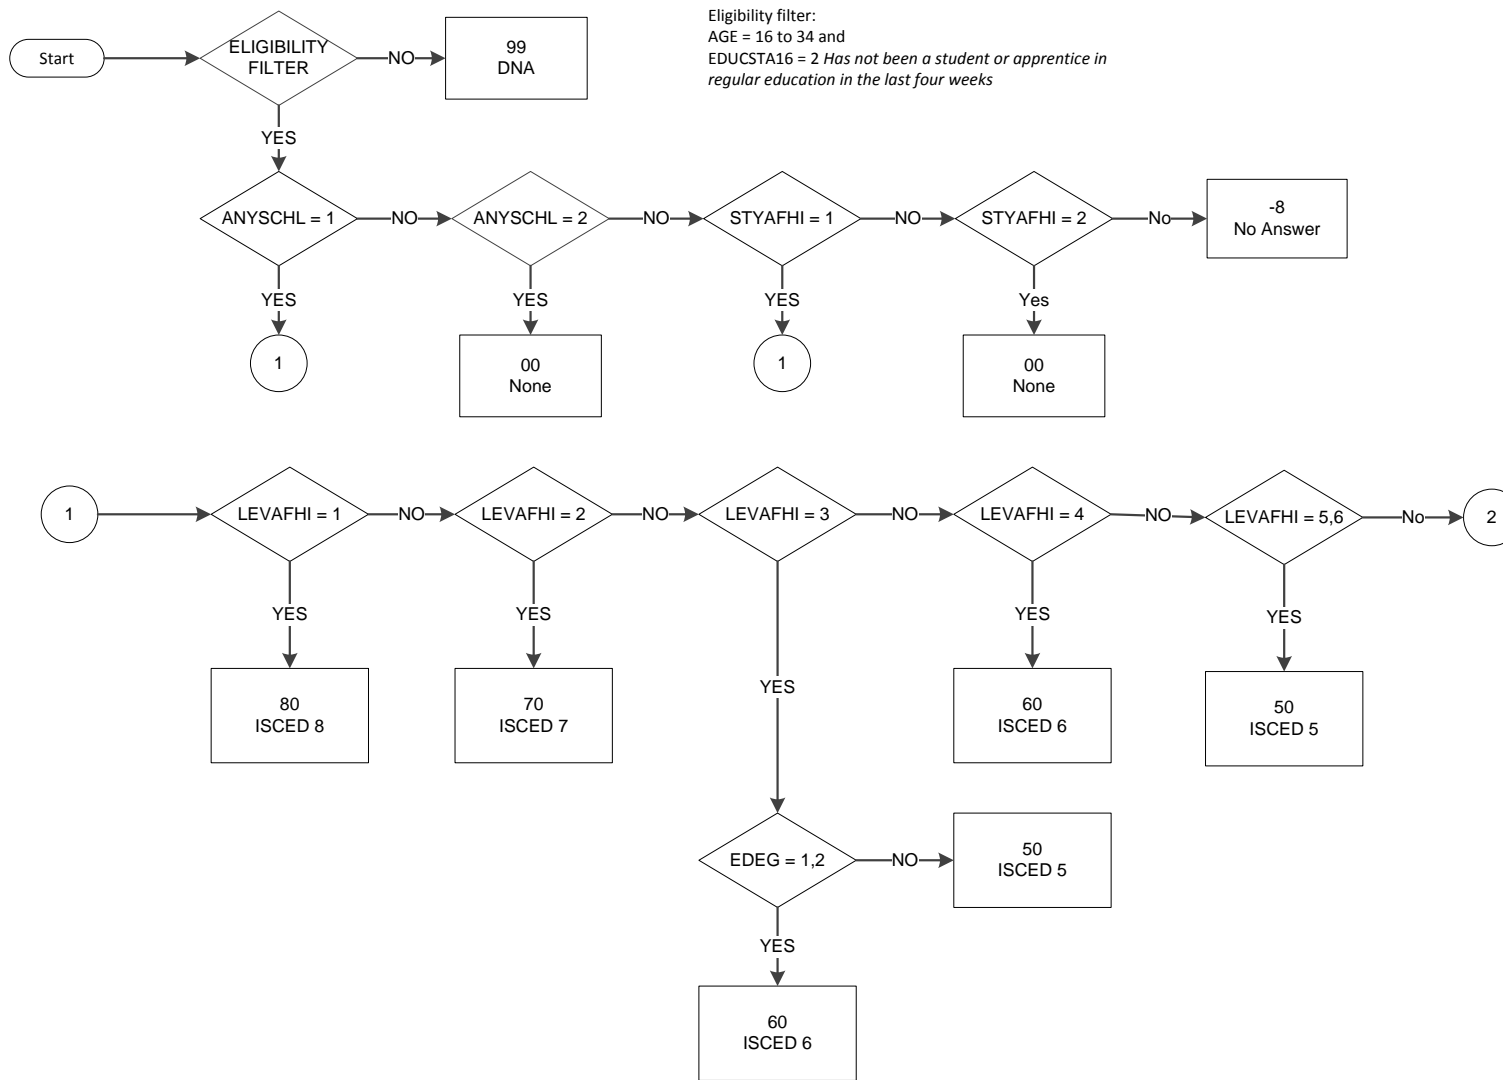 Start
ELIGIBILITY
FILTER
NO
99
DNA
Eligibility filter:
AGE = 16 to 34 and
EDUCSTA16 = 2 Has not been a student or apprentice in
regular education in the last four weeks
YES
ANYSCHL = 1
NO
ANYSCHL = 2
NO
STYAFHI = 1
NO
STYAFHI = 2
No
-8
No Answer
YES
YES
YES
Yes
1
00
None
1
00
None
1
LEVAFHI = 1
NO
LEVAFHI = 2
NO
LEVAFHI = 3
NO
LEVAFHI = 4
NO
LEVAFHI = 5,6
No
2
YES
YES
YES
YES
YES
80
ISCED 8
70
ISCED 7
60
ISCED 6
50
ISCED 5
EDEG = 1,2
NO
50
ISCED 5
YES
60
ISCED 6